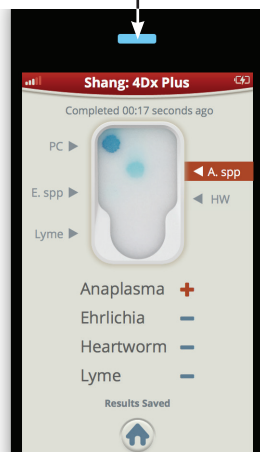 Shang: 4Dx Plus
Completed 00:17 seconds ago
PC
A. spp
E. spp
HW
Lyme
Anaplasma +
Ehrlichia –
Heartworm –
Lyme –
Results Saved